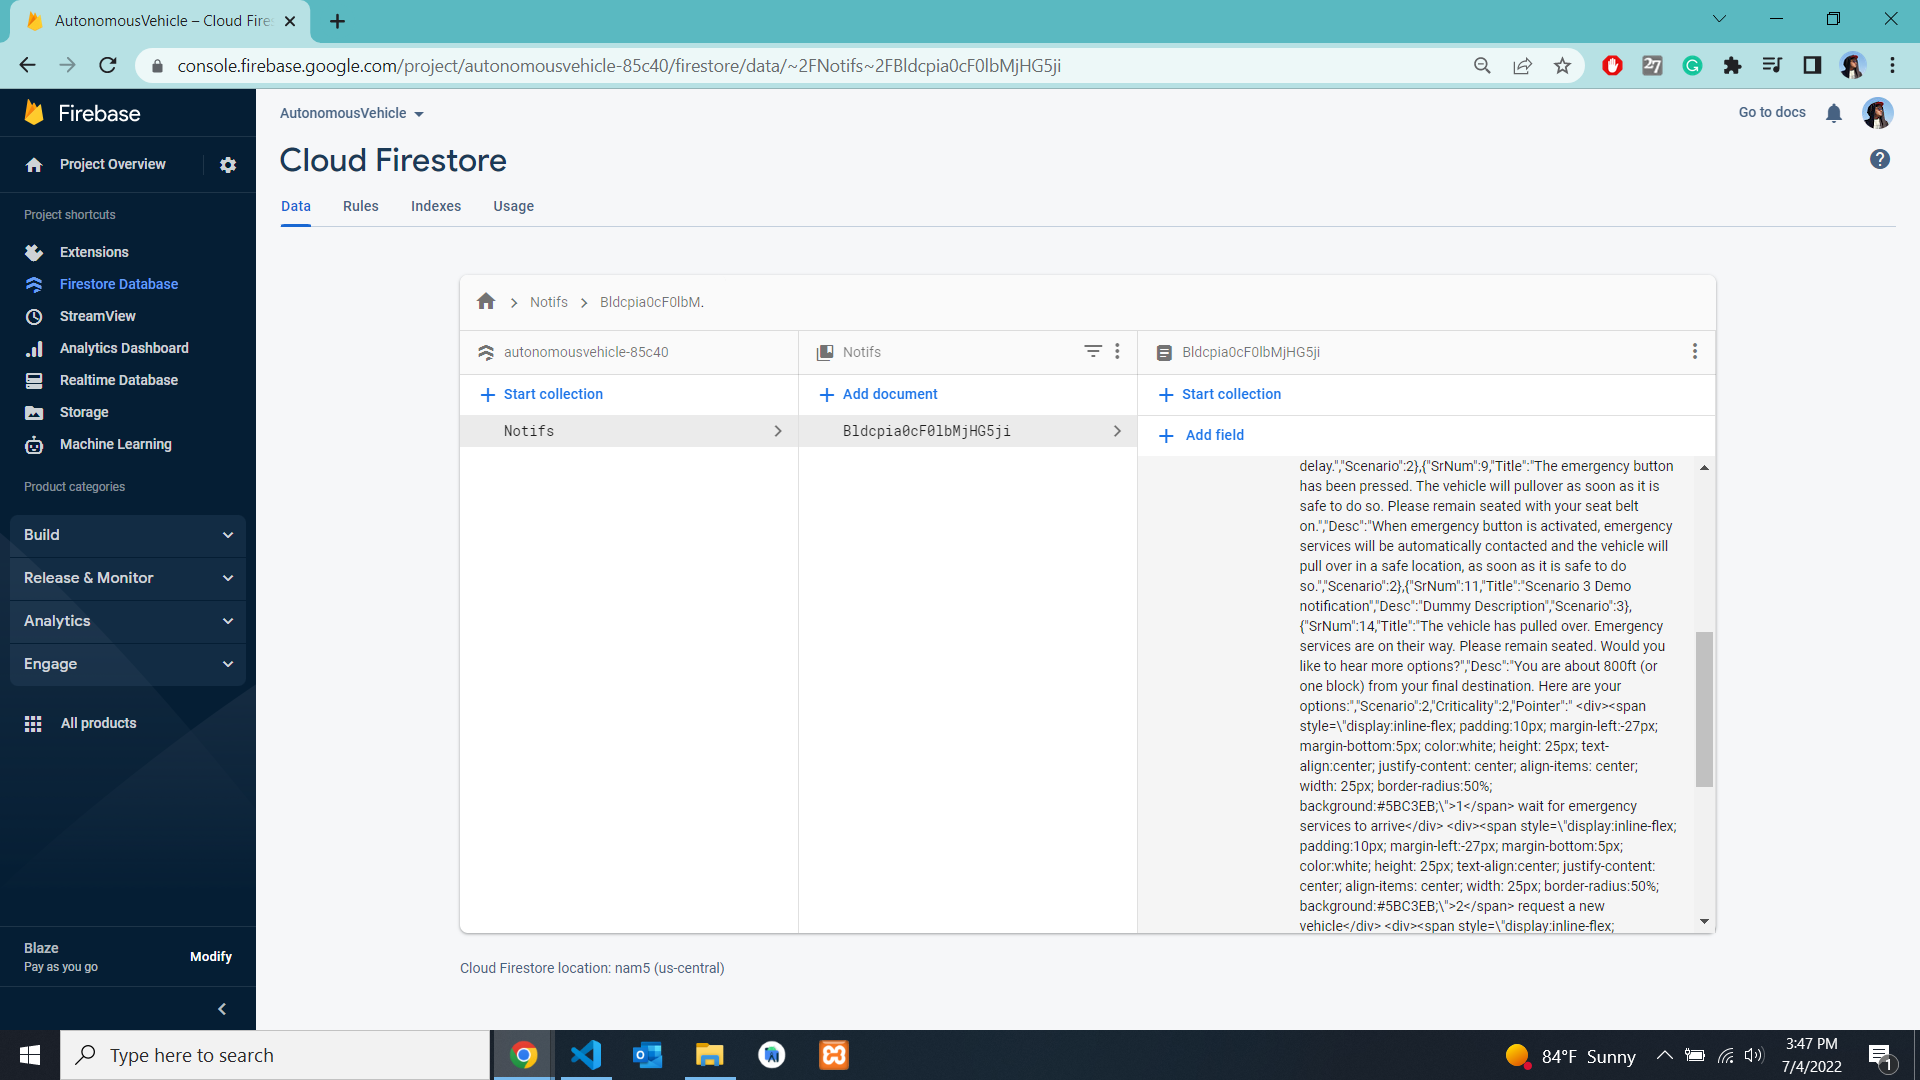 AutonomousVehicle – Cloud Fires
console.firebase.google.com/project/autonomousvehicle-85c40/firestore/data/~2FNotifs~2FBldcpia0cF0lbMjHG5ji
27
Firebase
Project Overview
Project shortcuts
Extensions
Firestore Database
StreamView
Analytics Dashboard
Realtime Database
Storage
Machine Learning
Product categories
Build
Release & Monitor
Analytics
Engage
All products
Blaze
Pay as you go
Modify
AutonomousVehicle
Go to docs
Cloud Firestore
Data
Rules
Indexes
Usage
Notifs
Bldcpia0cF0lbM.
autonomousvehicle-85c40
Notifs
Bldcpia0cF0lbMjHG5ji
Start collection
Add document
Start collection
Notifs
Bldcpia0cF0lbMjHG5ji
Add field
delay.","Scenario":2},{"SrNum":9,"Title":"The emergency button
has been pressed. The vehicle will pullover as soon as it is
safe to do so. Please remain seated with your seat belt
on.","Desc":"When emergency button is activated, emergency
services will be automatically contacted and the vehicle will
pull over in a safe location, as soon as it is safe to do
so.","Scenario":2},{"SrNum":11,"Title":"Scenario 3 Demo
notification","Desc":"Dummy Description","Scenario":3},
{"SrNum":14,"Title":"The vehicle has pulled over. Emergency
services are on their way. Please remain seated. Would you
like to hear more options?","Desc":"You are about 800ft (or
one block) from your final destination. Here are your
options:","Scenario":2,"Criticality":2,"Pointer":" <div><span
style=\"display:inline-flex; padding:10px; margin-left:-27px;
margin-bottom:5px; color:white; height: 25px; text-
align:center; justify-content: center; align-items: center;
width: 25px; border-radius:50%;
background:#5BC3EB;\">1</span> wait for emergency
services to arrive</div> <div><span style=\"display:inline-flex;
padding:10px; margin-left:-27px; margin-bottom:5px;
color:white; height: 25px; text-align:center; justify-content:
center; align-items: center; width: 25px; border-radius:50%;
background:#5BC3EB;\">2</span> request a new
vehicle</div> <div><span style=\"display:inline-flex;
Cloud Firestore location: nam5 (us-central)
Type here to search
84°F Sunny
3:47 PM
7/4/2022
1